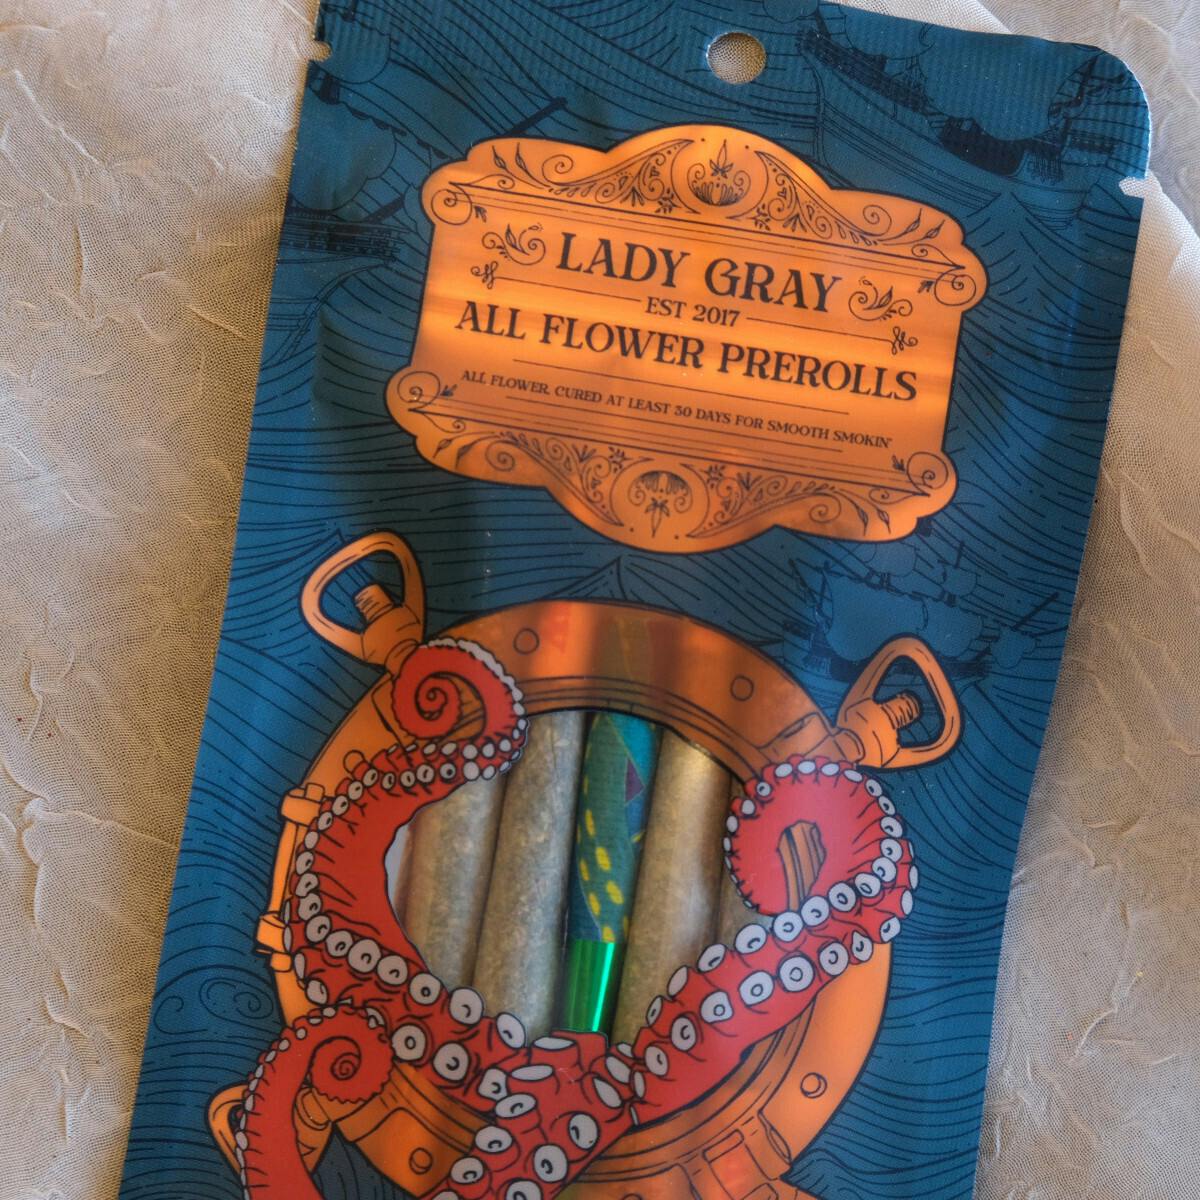 LADY GRAY
EST 2017
ALL FLOWER PREROLLS
ALL FLOWER, CURED AT LEAST 30 DAYS FOR SMOOTH SMOKIN'